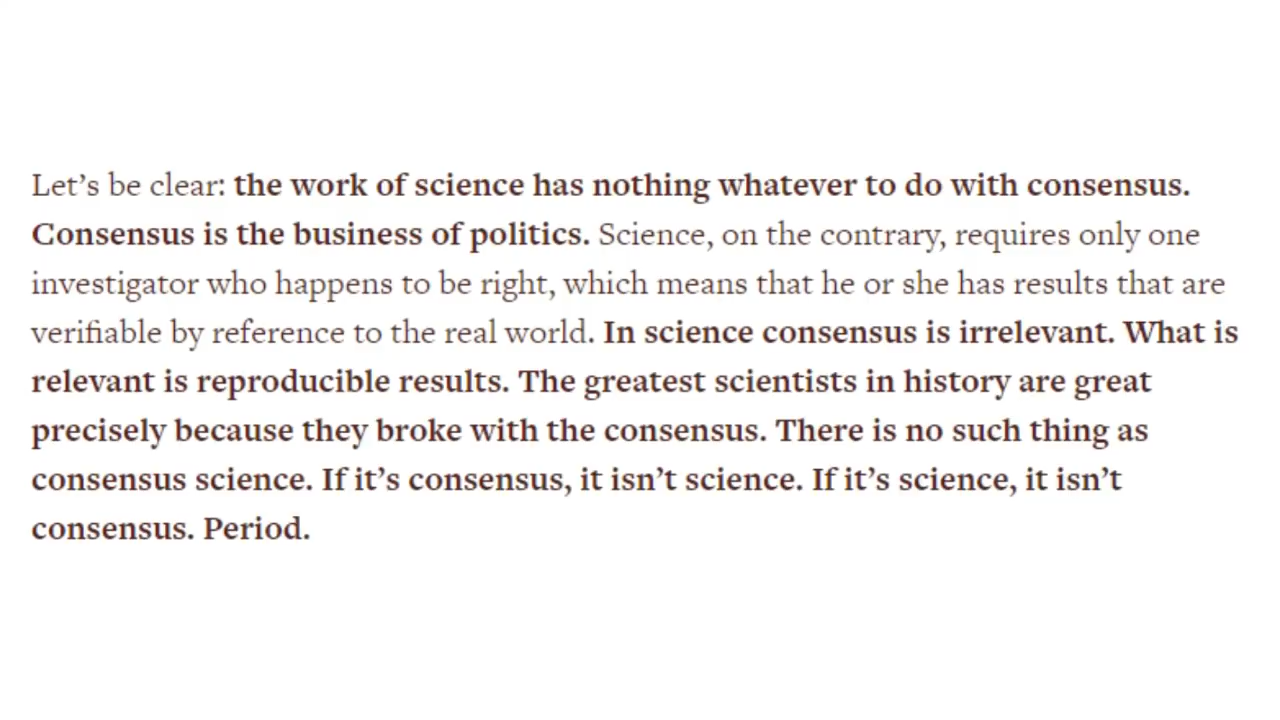 Let’s be clear: the work of science has nothing whatever to do with consensus.
Consensus is the business of politics. Science, on the contrary, requires only one
investigator who happens to be right, which means that he or she has results that are
verifiable by reference to the real world. In science consensus is irrelevant. What is
relevant is reproducible results. The greatest scientists in history are great
precisely because they broke with the consensus. There is no such thing as
consensus science. If it’s consensus, it isn’t science. If it’s science, it isn’t
consensus. Period.